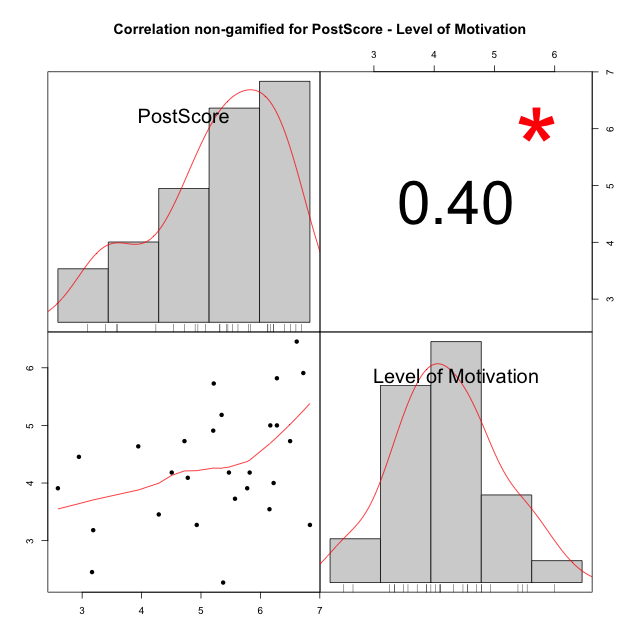 Correlation non-gamified for PostScore - Level of Motivation
3 4 5 6
PostScore
*
0.40
7
6
5
4
3
Level of Motivation
6
5
4
3
3 4 5 6 7